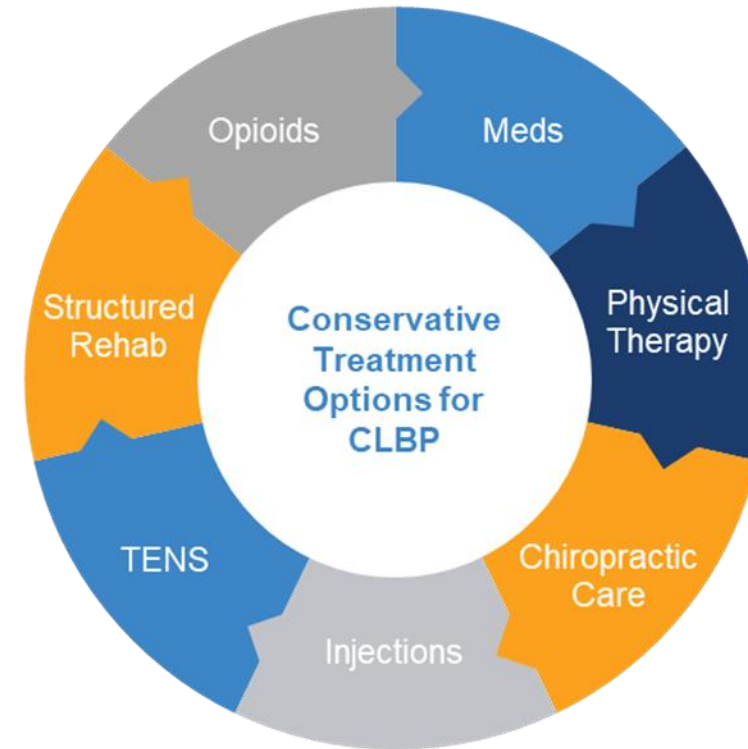 Conservative
Treatment
Options for
CLBP
Meds
Physical
Therapy
Chiropractic
Care
Injections
TENS
Structured
Rehab
Opioids